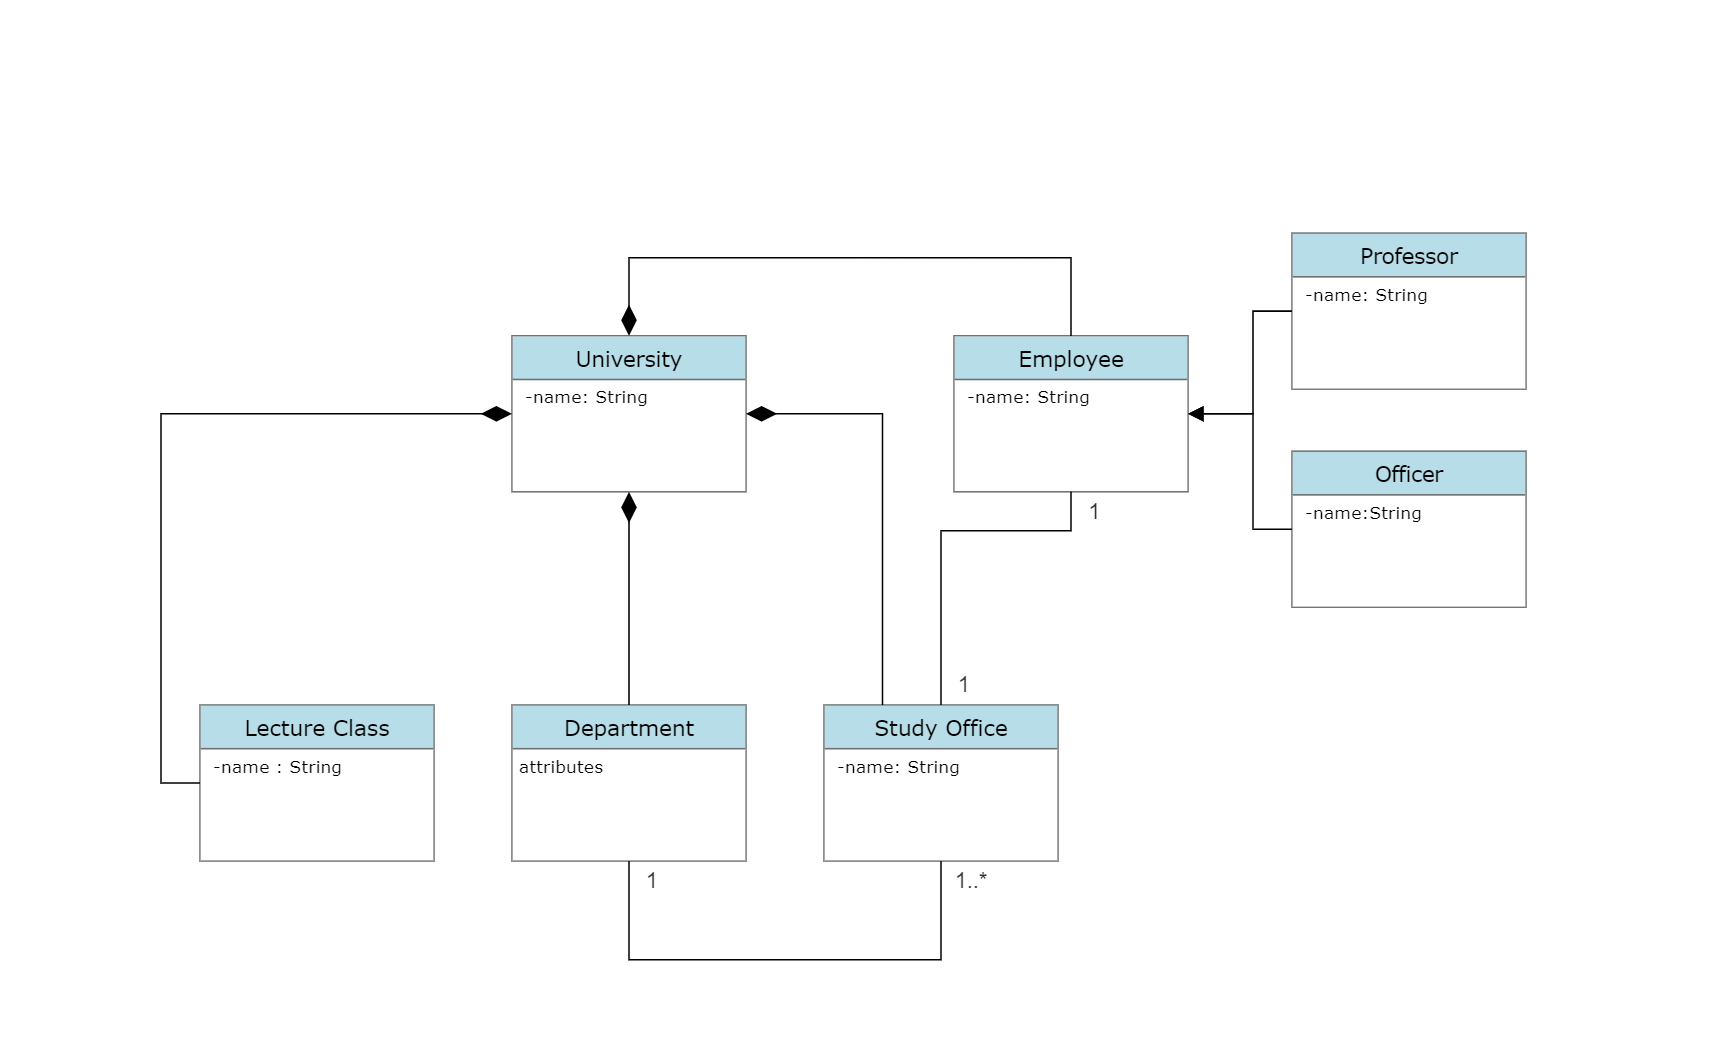 Professor
-name: String
University
-name: String
Employee
-name: String
Officer
-name:String
1
1
Lecture Class
-name : String
Department
attributes
Study Office
-name: String
1
1..*